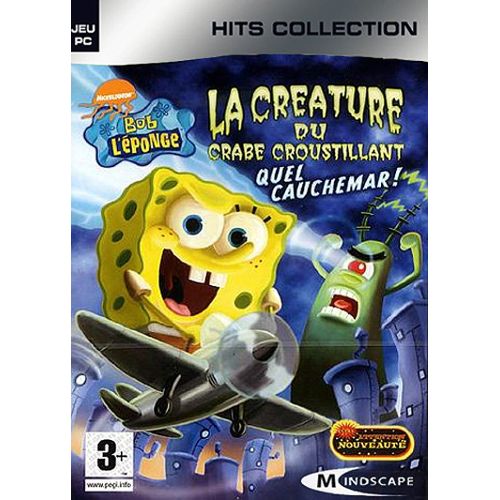 JEU
PC
HITS COLLECTION
NICKELODEON
BOB
L'ÉPONGE
LA CREATURE
DU
CRABE CROUSTILLANT
QUEL
CAUCHEMAR!
3+
www.pegi.info
ATTENTION
NOUVEAUTÉ
MINDSCAPE